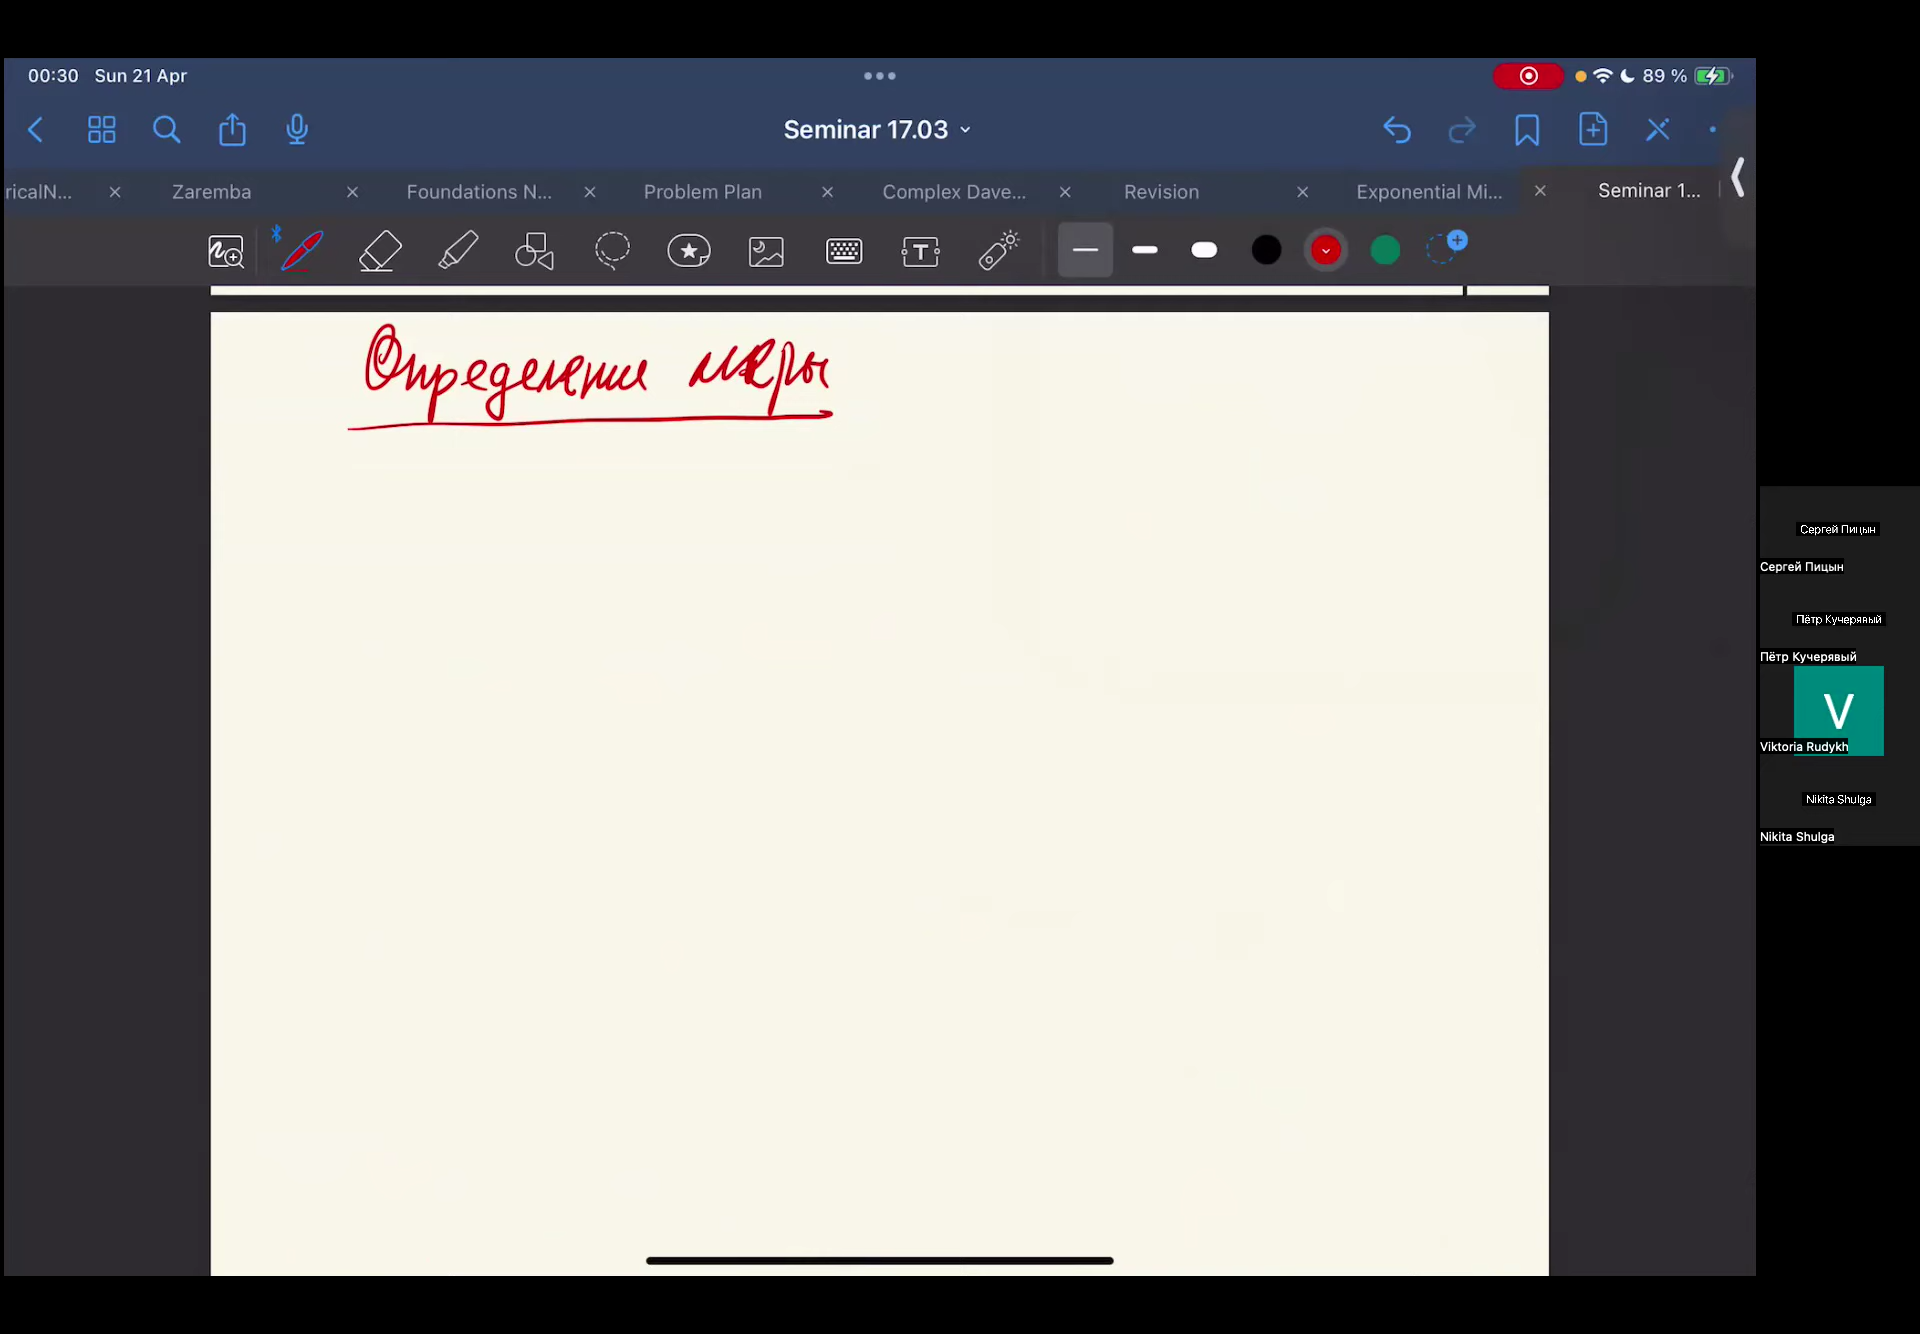 00:30 Sun 21 Apr
89 %
Seminar 17.03
ricalN...
Zaremba
Foundations N...
Problem Plan
Complex Dave...
Revision
Exponential Mi...
Seminar 1...
T
Определение меры
Сергей Пицын
Сергей Пицын
Пётр Кучерявый
Пётр Кучерявый
V
Viktoria Rudykh
Nikita Shulga
Nikita Shulga